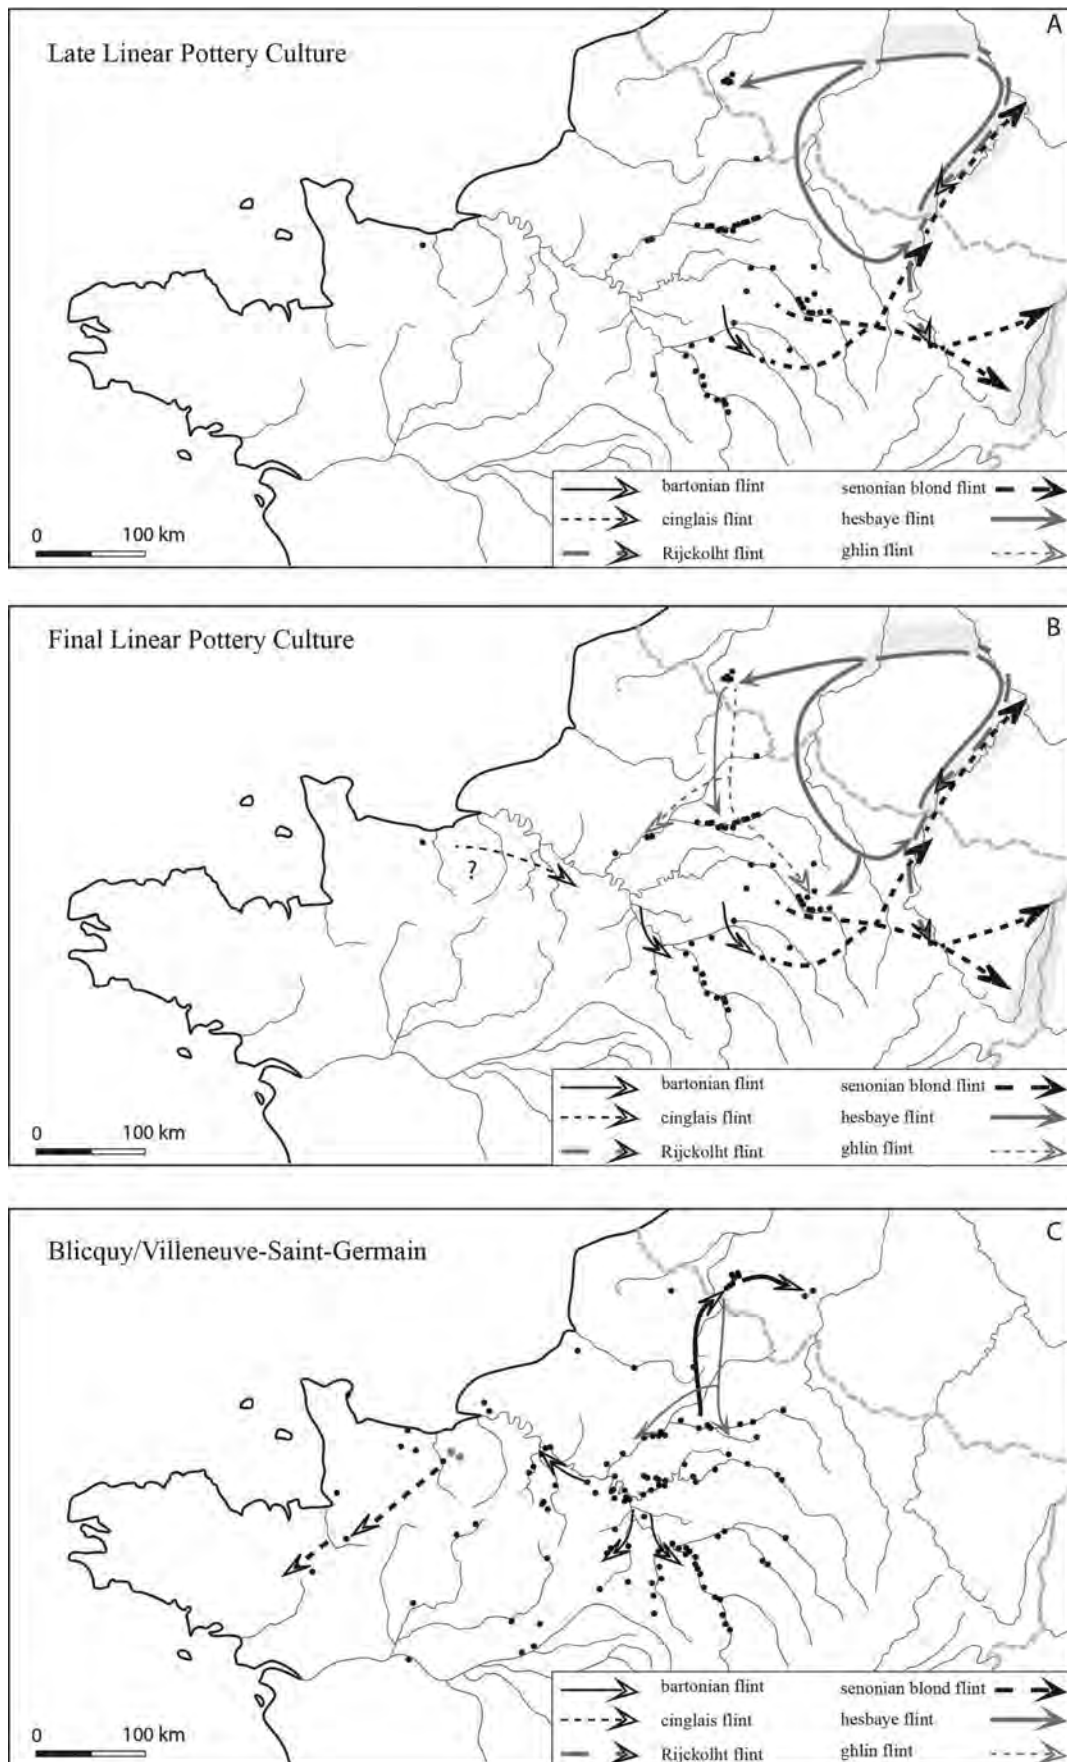 A
Late Linear Pottery Culture
bartonian flint
senonian blond flint
cinglais flint
hesbaye flint
Rijckolht flint
ghlin flint
0 100 km
B
Final Linear Pottery Culture
?
bartonian flint
senonian blond flint
cinglais flint
hesbaye flint
Rijckolht flint
ghlin flint
0 100 km
C
Blicquy/Villeneuve-Saint-Germain
bartonian flint
senonian blond flint
cinglais flint
hesbaye flint
Rijckolht flint
ghlin flint
0 100 km